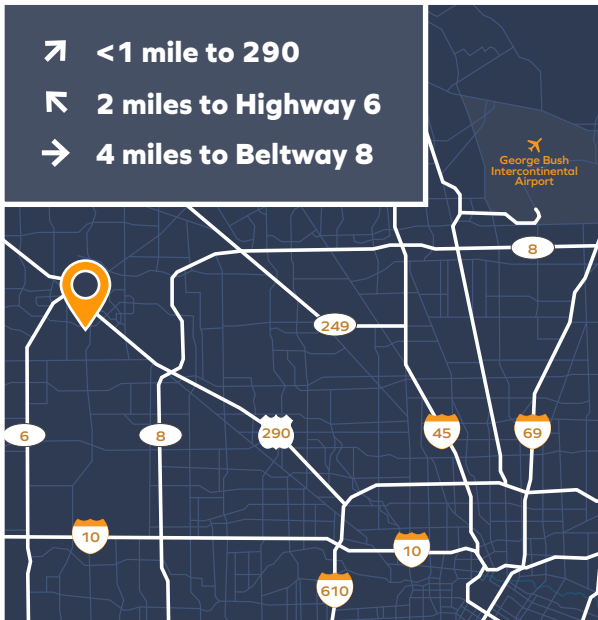 <1 mile to 290
2 miles to Highway 6
4 miles to Beltway 8
George Bush
Intercontinental
Airport
8
249
6
8
290
45
69
10
10
610